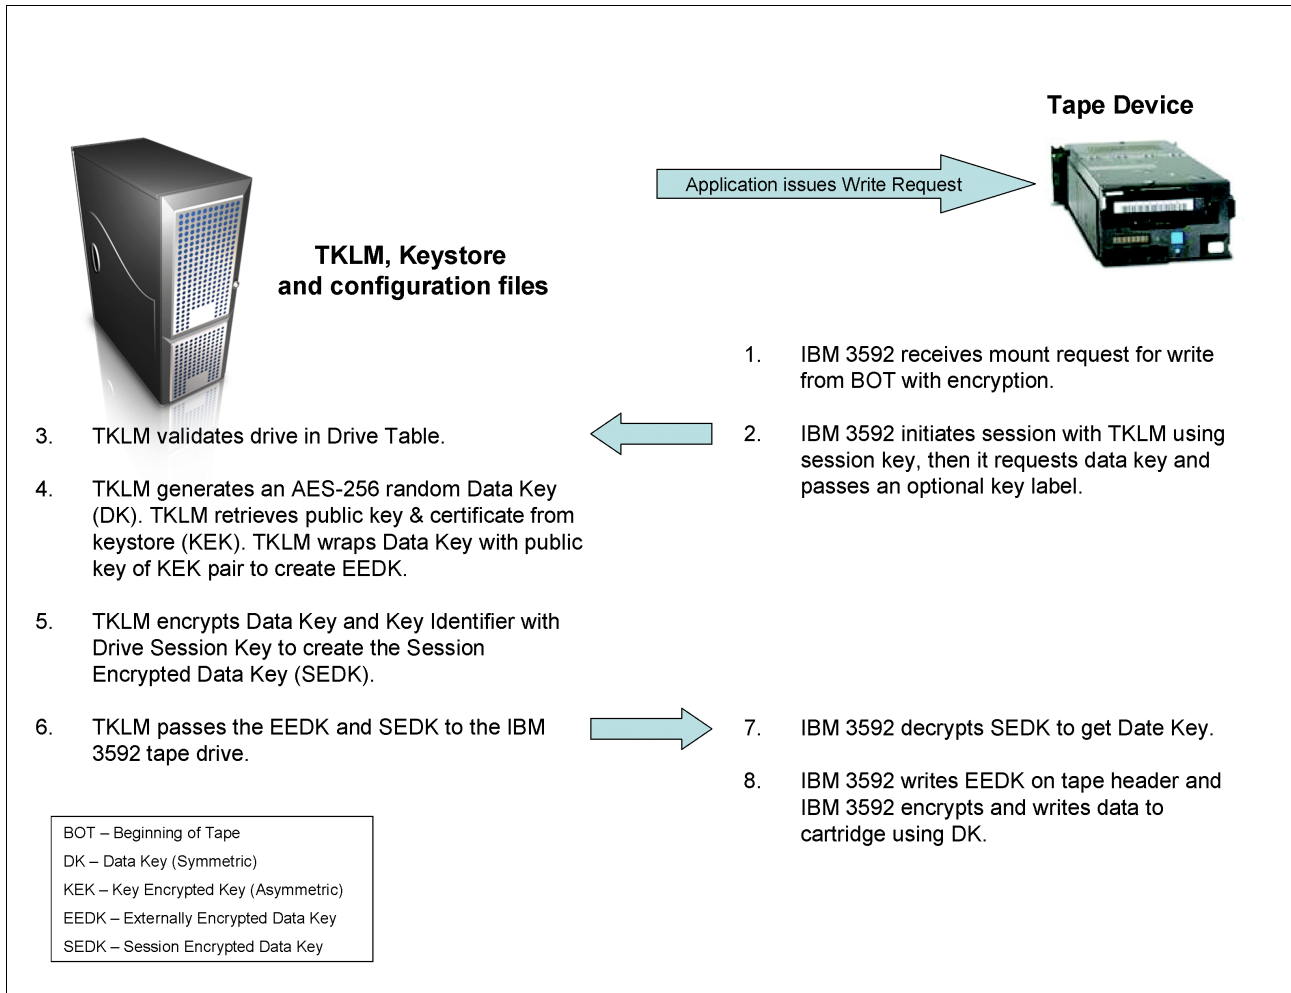 Tape Device
Application issues Write Request
TKLM, Keystore
and configuration files
1. IBM 3592 receives mount request for write
from BOT with encryption.
2. IBM 3592 initiates session with TKLM using
session key, then it requests data key and
passes an optional key label.
3. TKLM validates drive in Drive Table.
4. TKLM generates an AES-256 random Data Key
(DK). TKLM retrieves public key & certificate from
keystore (KEK). TKLM wraps Data Key with public
key of KEK pair to create EEDK.
5. TKLM encrypts Data Key and Key Identifier with
Drive Session Key to create the Session
Encrypted Data Key (SEDK).
6. TKLM passes the EEDK and SEDK to the IBM
3592 tape drive.
7. IBM 3592 decrypts SEDK to get Date Key.
8. IBM 3592 writes EEDK on tape header and
IBM 3592 encrypts and writes data to
cartridge using DK.
BOT – Beginning of Tape
DK – Data Key (Symmetric)
KEK – Key Encrypted Key (Asymmetric)
EEDK – Externally Encrypted Data Key
SEDK – Session Encrypted Data Key